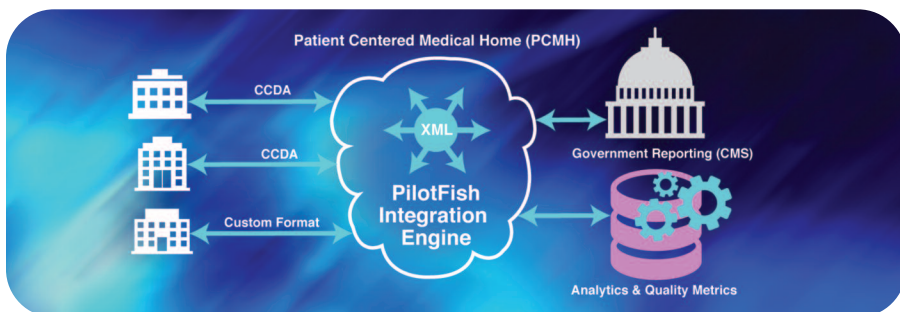 Patient Centered Medical Home (PCMH)
CCDA
CCDA
Custom Format
XML
PilotFish
Integration
Engine
Government Reporting (CMS)
Analytics & Quality Metrics